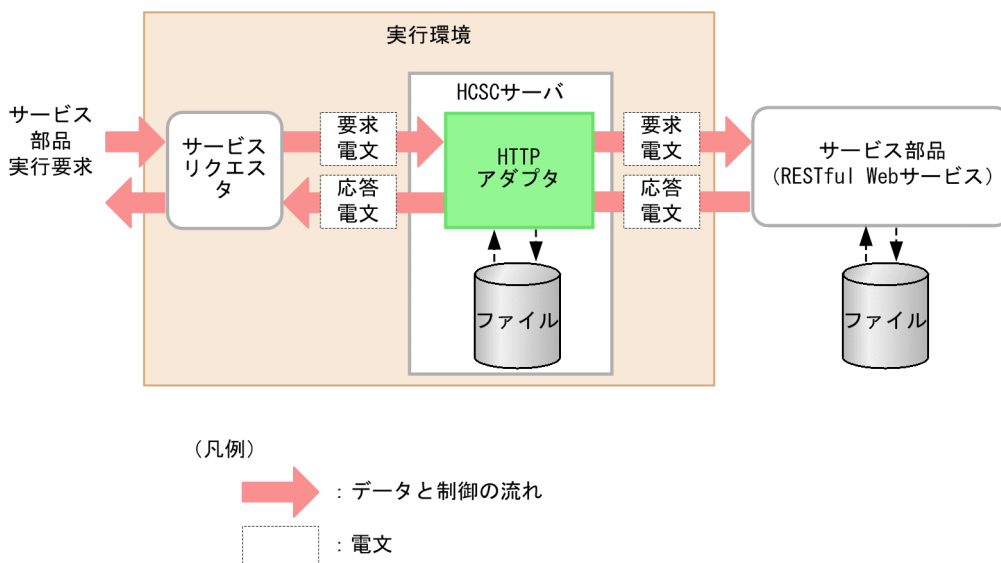 実行環境
HCSCサーバ
サービス
部品
実行要求
サービス
リクエス
タ
要求
電文
応答
電文
HTTP
アダプタ
要求
電文
応答
電文
サービス部品
(RESTful Webサービス)
ファイル
ファイル
(凡例)
：データと制御の流れ
：電文